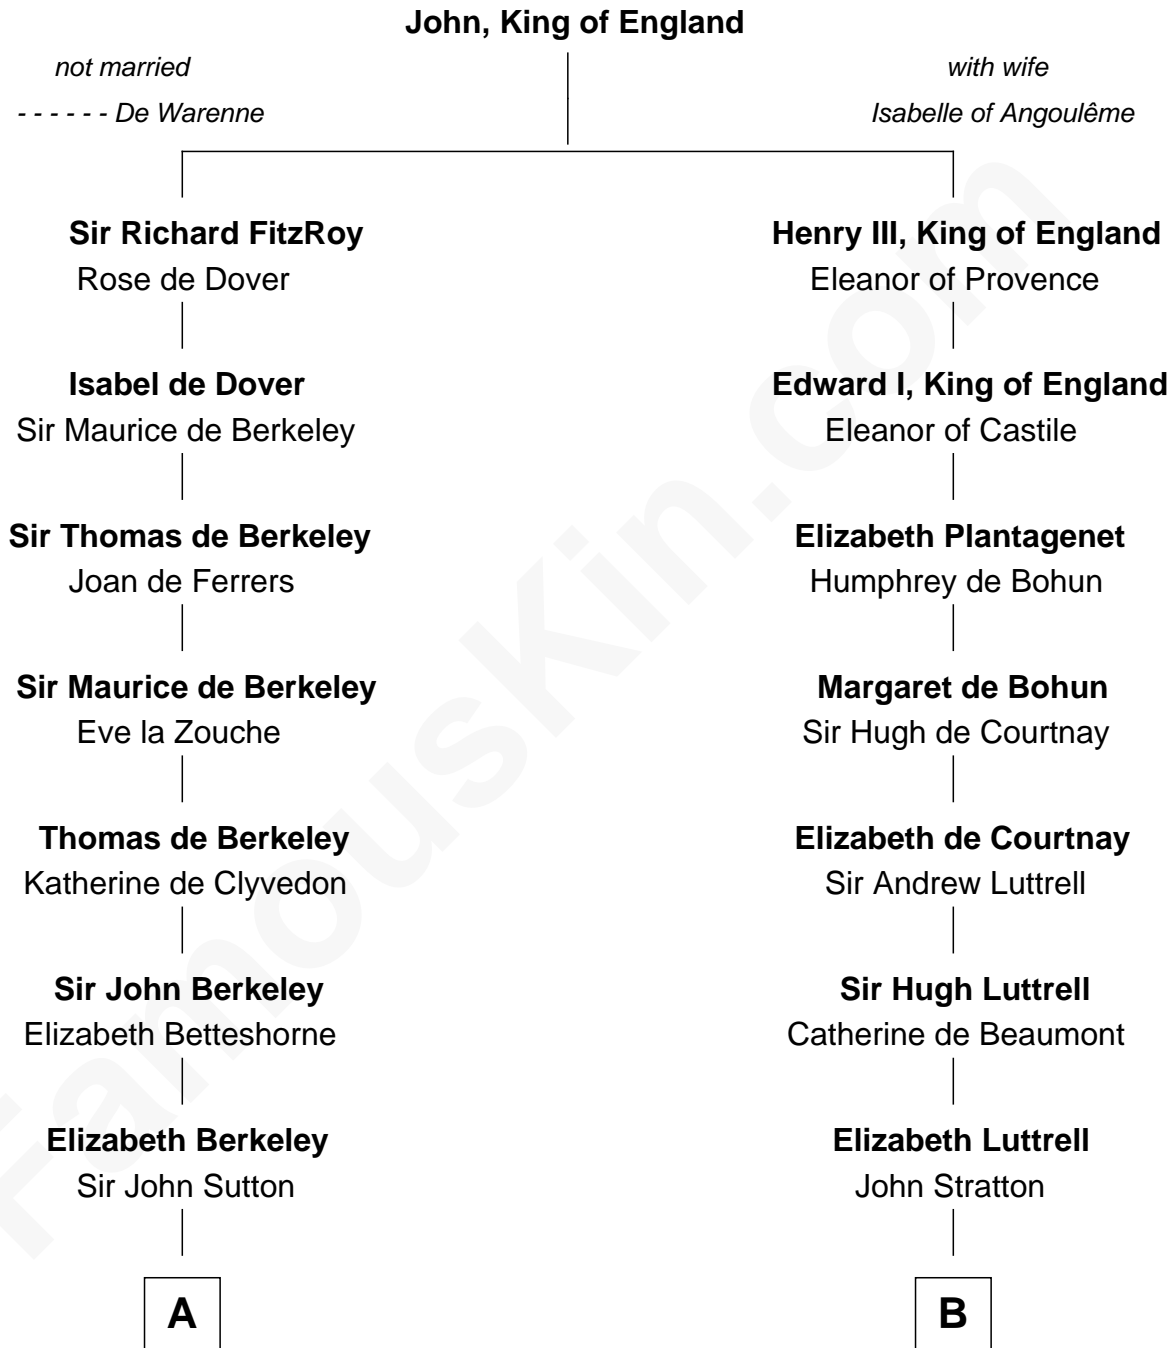 John, King of England
not married
- - - - - - De Warenne
with wife
Isabelle of Angoulême
Sir Richard FitzRoy
Rose de Dover
Henry III, King of England
Eleanor of Provence
Isabel de Dover
Sir Maurice de Berkeley
Edward I, King of England
Eleanor of Castile
Sir Thomas de Berkeley
Joan de Ferrers
Elizabeth Plantagenet
Humphrey de Bohun
Sir Maurice de Berkeley
Eve la Zouche
Margaret de Bohun
Sir Hugh de Courtnay
Thomas de Berkeley
Katherine de Clyvedon
Elizabeth de Courtnay
Sir Andrew Luttrell
Sir John Berkeley
Elizabeth Betteshorne
Sir Hugh Luttrell
Catherine de Beaumont
Elizabeth Berkeley
Sir John Sutton
Elizabeth Luttrell
John Stratton
A
B
FamousKin.com